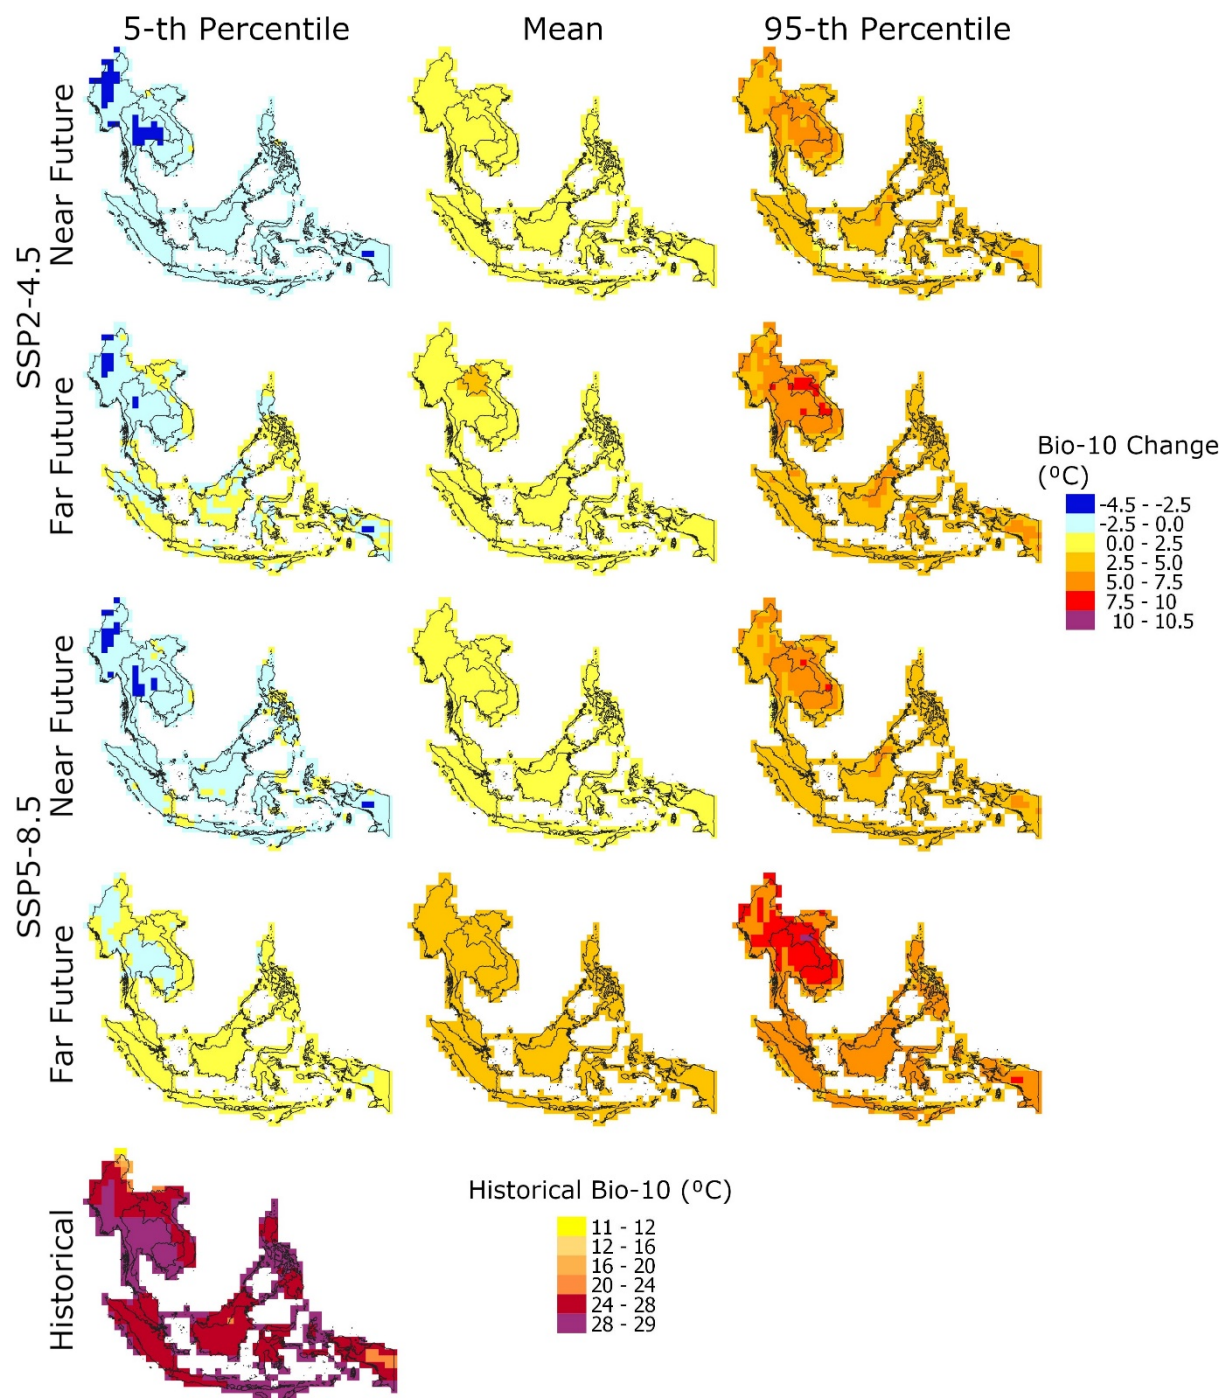 5-th Percentile
Mean
95-th Percentile
SSP2-4.5
Near Future
Far Future
Bio-10 Change
(⁰C)
-4.5 - -2.5
-2.5 - 0.0
0.0 - 2.5
2.5 - 5.0
5.0 - 7.5
7.5 - 10
10 - 10.5
SSP5-8.5
Near Future
Far Future
Historical
Historical Bio-10 (⁰C)
11 - 12
12 - 16
16 - 20
20 - 24
24 - 28
28 - 29